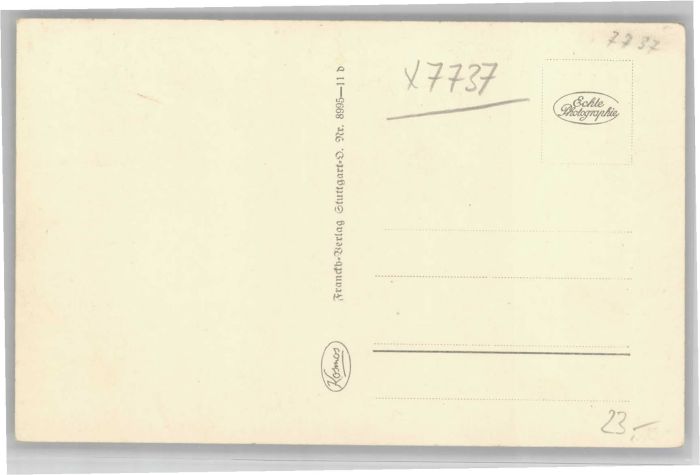 7737
x7737
Echte
Photographie
Franckh-Verlag Stuttgart-O. Nr. 8995—11 D
Kosmos
23,-